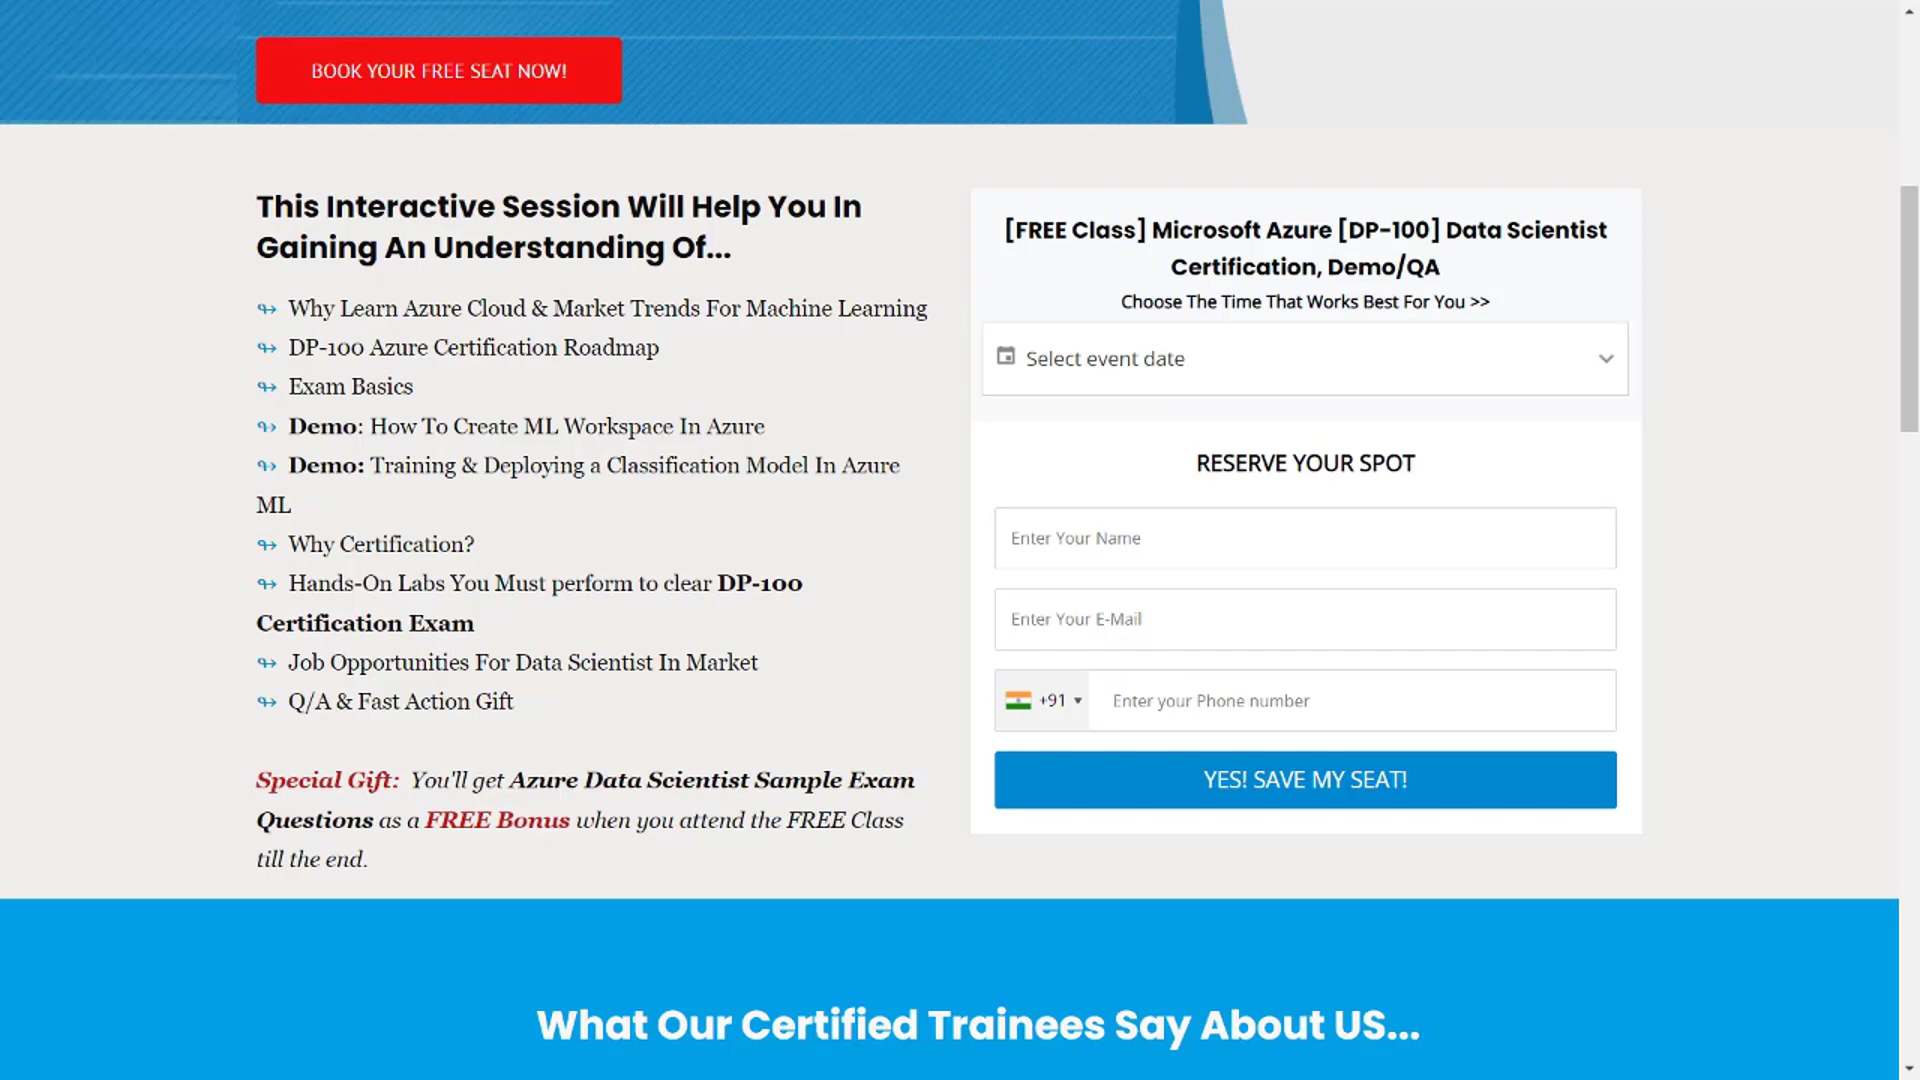 BOOK YOUR FREE SEAT NOW!
This Interactive Session Will Help You In
Gaining An Understanding Of...
Why Learn Azure Cloud & Market Trends For Machine Learning
DP-100 Azure Certification Roadmap
Exam Basics
Demo: How To Create ML Workspace In Azure
Demo: Training & Deploying a Classification Model In Azure
ML
Why Certification?
Hands-On Labs You Must perform to clear DP-100
Certification Exam
Job Opportunities For Data Scientist In Market
Q/A & Fast Action Gift
Special Gift: You'll get Azure Data Scientist Sample Exam
Questions as a FREE Bonus when you attend the FREE Class
till the end.
[FREE Class] Microsoft Azure [DP-100] Data Scientist
Certification, Demo/QA
Choose The Time That Works Best For You >>
Select event date
RESERVE YOUR SPOT
Enter Your Name
Enter Your E-Mail
+91 Enter your Phone number
YES! SAVE MY SEAT!
What Our Certified Trainees Say About US...